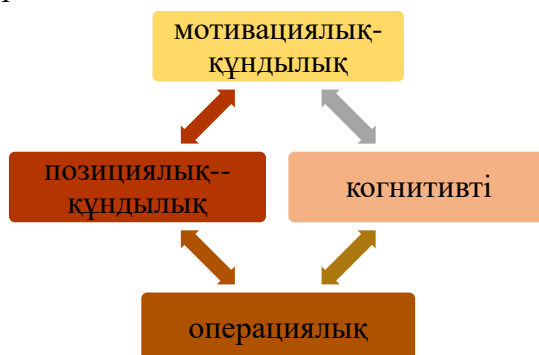 мотивациялық-
құндылық
позициялық--
құндылық
когнитивті
операциялық